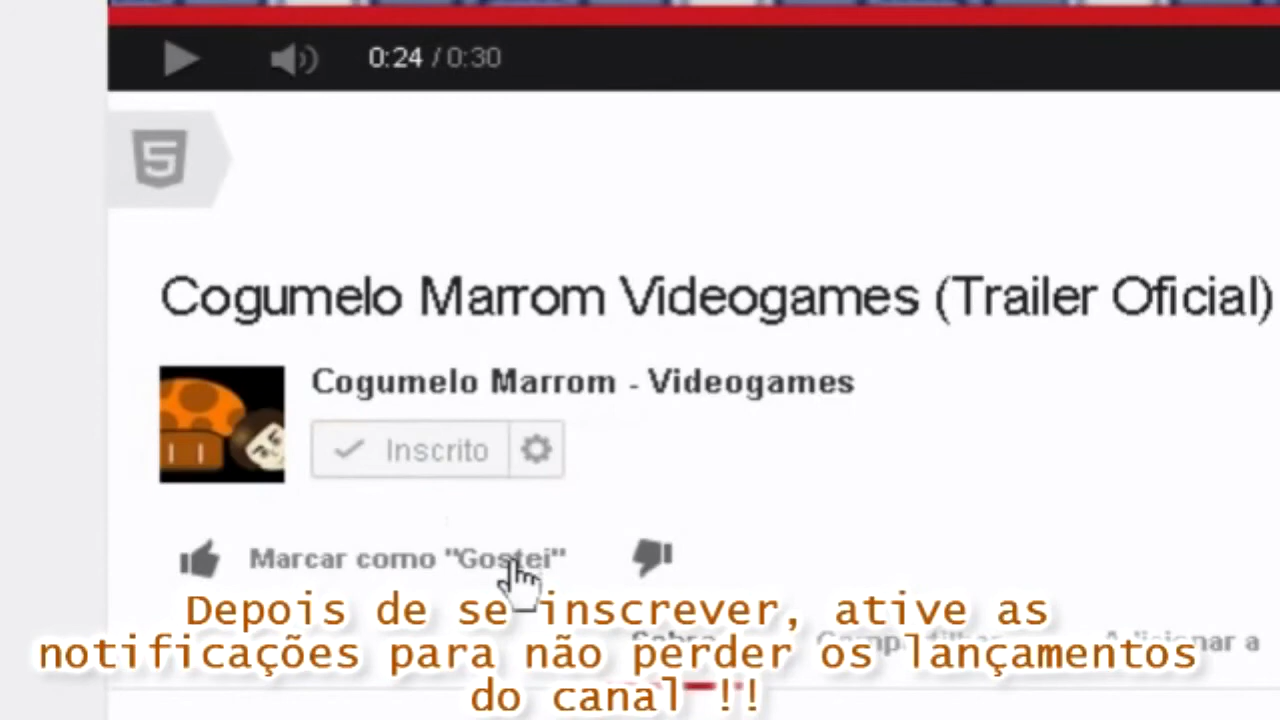 0:24 / 0:30
5
Cogumelo Marrom Videogames (Trailer Oficial)
Cogumelo Marrom - Videogames
Inscrito
Marcar como "Gostei"
Depois de se inscrever, ative as
notificações para não perder os lançamentos
do canal !!